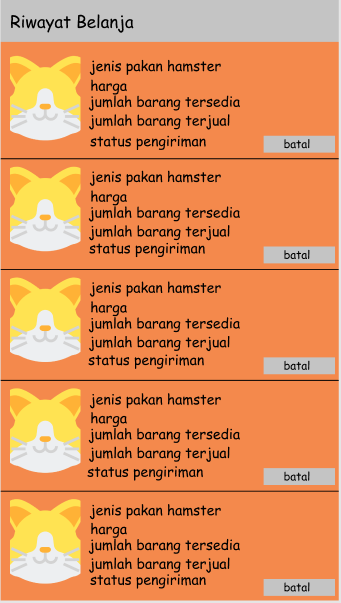 Riwayat Belanja
jenis pakan hamster
harga
jumlah barang tersedia
jumlah barang terjual
status pengiriman
batal
jenis pakan hamster
harga
jumlah barang tersedia
jumlah barang terjual
status pengiriman
batal
jenis pakan hamster
harga
jumlah barang tersedia
jumlah barang terjual
status pengiriman
batal
jenis pakan hamster
harga
jumlah barang tersedia
jumlah barang terjual
status pengiriman
batal
jenis pakan hamster
harga
jumlah barang tersedia
jumlah barang terjual
status pengiriman
batal